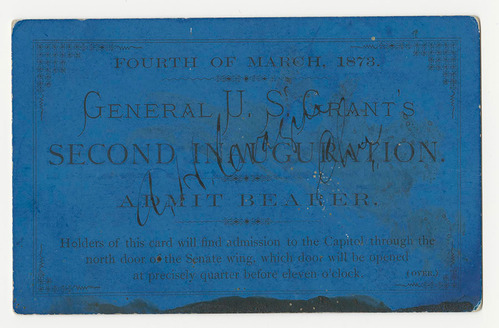 FOURTH OF MARCH, 1873.
GENERAL U. S. GRANT'S
SECOND INAUGURATION.
ADMIT BEARER.
Holders of this card will find admission to the Capitol through the
north door of the Senate wing, which door will be opened
at precisely quarter before eleven o'clock.
(OVER.)